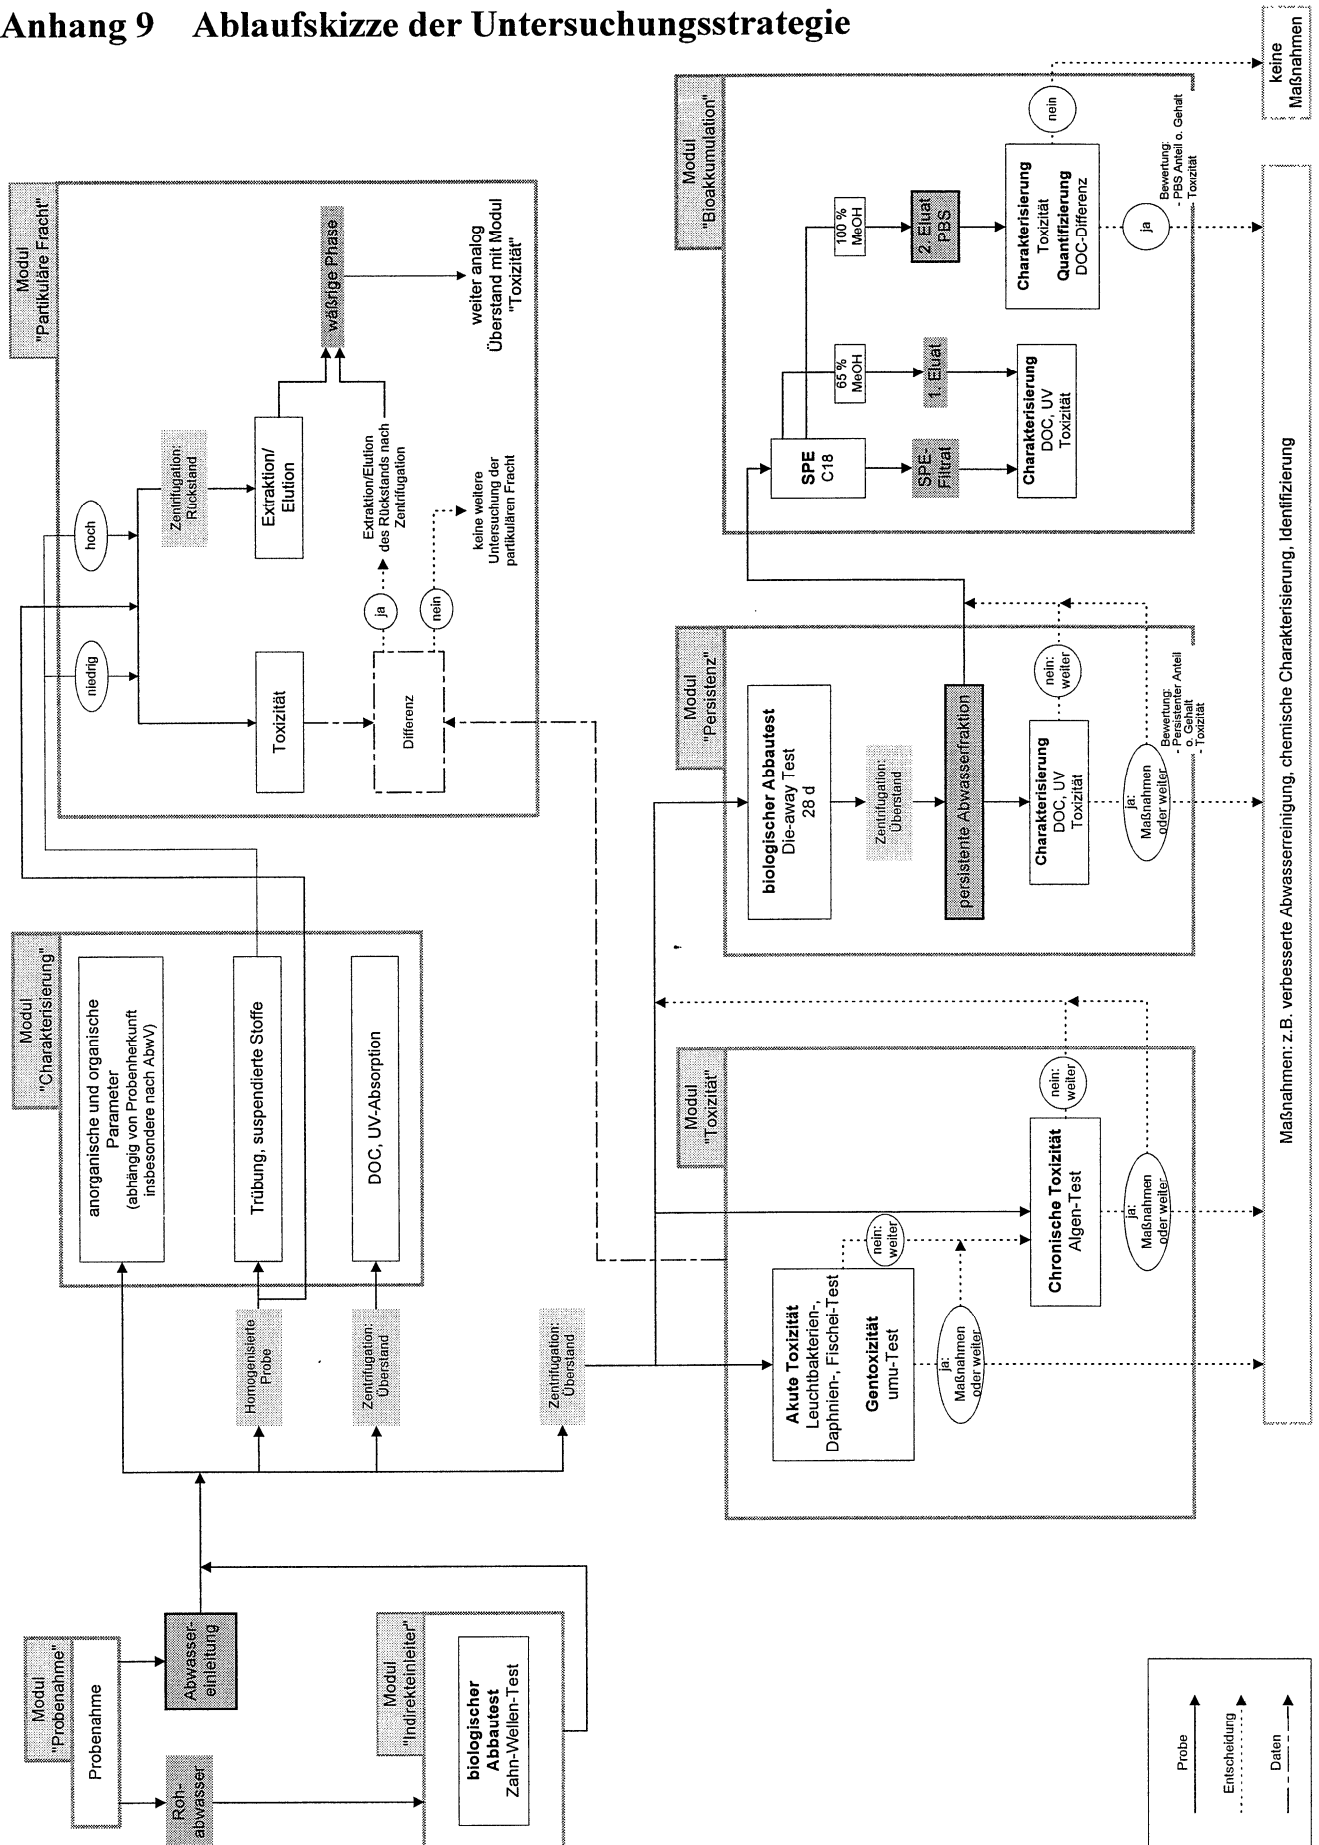 Anhang 9 Ablaufskizze der Untersuchungsstrategie
Modul
"Probenahme"
Probenahme
Roh-
abwasser
Abwasser-
einleitung
Modul
"Indirekteinleiter"
biologischer
Abbautest
Zahn-Wellen-Test
Homogenisierte
Probe
Zentrifugation:
Überstand
Zentrifugation:
Überstand
Modul
"Charakterisierung"
anorganische und organische
Parameter
(abhängig von Probenherkunft
insbesondere nach AbwV)
Trübung, suspendierte Stoffe
DOC, UV-Absorption
Modul
"Partikuläre Fracht"
niedrig
hoch
Zentrifugation:
Rückstand
Toxizität
Extraktion/
Elution
Differenz
ja
nein
Extraktion/Elution
des Rückstands nach
Zentrifugation
keine weitere
Untersuchung der
partikulären Fracht
wäßrige Phase
weiter analog
Überstand mit Modul
"Toxizität"
Modul
"Toxizität"
Akute Toxizität
Leuchtbakterien-,
Daphnien-, Fischei-Test
Gentoxizität
umu-Test
nein:
weiter
ja:
Maßnahmen
oder weiter
Chronische Toxizität
Algen-Test
nein:
weiter
ja:
Maßnahmen
oder weiter
Modul
"Persistenz"
biologischer Abbautest
Die-away Test
28 d
Zentrifugation:
Überstand
persistente Abwasserfraktion
Charakterisierung
DOC, UV
Toxizität
nein:
weiter
ja:
Maßnahmen
oder weiter
Bewertung:
- Persistenter Anteil
o. Gehalt
- Toxizität
Modul
"Bioakkumulation"
SPE
C18
65 %
MeOH
100 %
MeOH
SPE-
Filtrat
1. Eluat
2. Eluat
PBS
Charakterisierung
DOC, UV
Toxizität
Charakterisierung
Toxizität
Quantifizierung
DOC-Differenz
nein
ja
Bewertung:
- PBS Anteil o. Gehalt
- Toxizität
keine
Maßnahmen
Maßnahmen: z.B. verbesserte Abwasserreinigung, chemische Charakterisierung, Identifizierung
Probe
Entscheidung
Daten